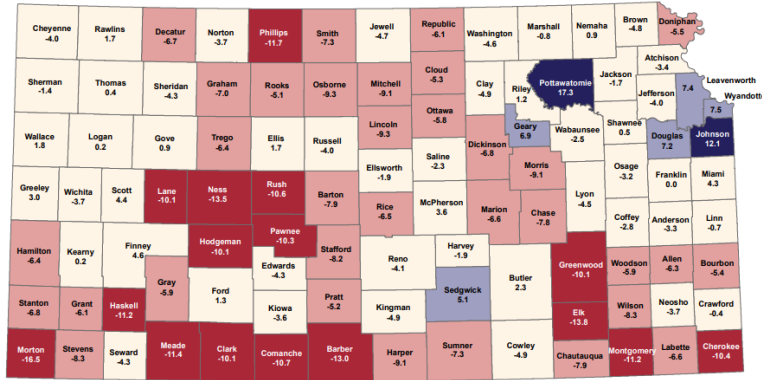 Cheyenne
-4.0
Rawlins
1.7
Decatur
-6.7
Norton
-3.7
Phillips
-11.7
Smith
-7.3
Jewell
-4.7
Republic
-6.1
Washington
-4.6
Marshall
-0.8
Nemaha
0.9
Brown
-4.8
Doniphan
-5.5
Sherman
-1.4
Thomas
0.4
Sheridan
-4.3
Graham
-7.0
Rooks
-5.1
Osborne
-9.3
Mitchell
-9.1
Cloud
-5.3
Clay
-4.9
Riley
1.2
Pottawatomie
17.3
Jackson
-1.7
Atchison
-3.4
Jefferson
-4.0
Leavenworth
7.4
Wyandott
7.5
Wallace
1.8
Logan
0.2
Gove
0.9
Trego
-6.4
Ellis
1.7
Russell
-4.0
Lincoln
-9.3
Ottawa
-5.8
Saline
-2.3
Dickinson
-6.8
Geary
6.9
Wabaunsee
-2.5
Shawnee
0.5
Douglas
7.2
Johnson
12.1
Greeley
3.0
Wichita
-3.7
Scott
4.4
Lane
-10.1
Ness
-13.5
Rush
-10.6
Barton
-7.9
Ellsworth
-1.9
Rice
-6.5
McPherson
3.6
Marion
-6.6
Morris
-9.1
Chase
-7.8
Lyon
-4.5
Osage
-3.2
Franklin
0.0
Miami
4.3
Coffey
-2.8
Anderson
-3.3
Linn
-0.7
Hamilton
-6.4
Kearny
0.2
Finney
4.6
Hodgeman
-10.1
Pawnee
-10.3
Edwards
-4.3
Stafford
-8.2
Reno
-4.1
Harvey
-1.9
Butler
2.3
Greenwood
-10.1
Woodson
-5.9
Allen
-6.3
Bourbon
-5.4
Stanton
-6.8
Grant
-6.1
Haskell
-11.2
Gray
-5.9
Ford
1.3
Kiowa
-3.6
Pratt
-5.2
Kingman
-4.9
Sedgwick
5.1
Elk
-13.8
Wilson
-8.3
Neosho
-3.7
Crawford
-0.4
Morton
-16.5
Stevens
-8.3
Seward
-4.3
Meade
-11.4
Clark
-10.1
Comanche
-10.7
Barber
-13.0
Harper
-9.1
Sumner
-7.3
Cowley
-4.9
Chautauqua
-7.9
Montgomery
-11.2
Labette
-6.6
Cherokee
-10.4